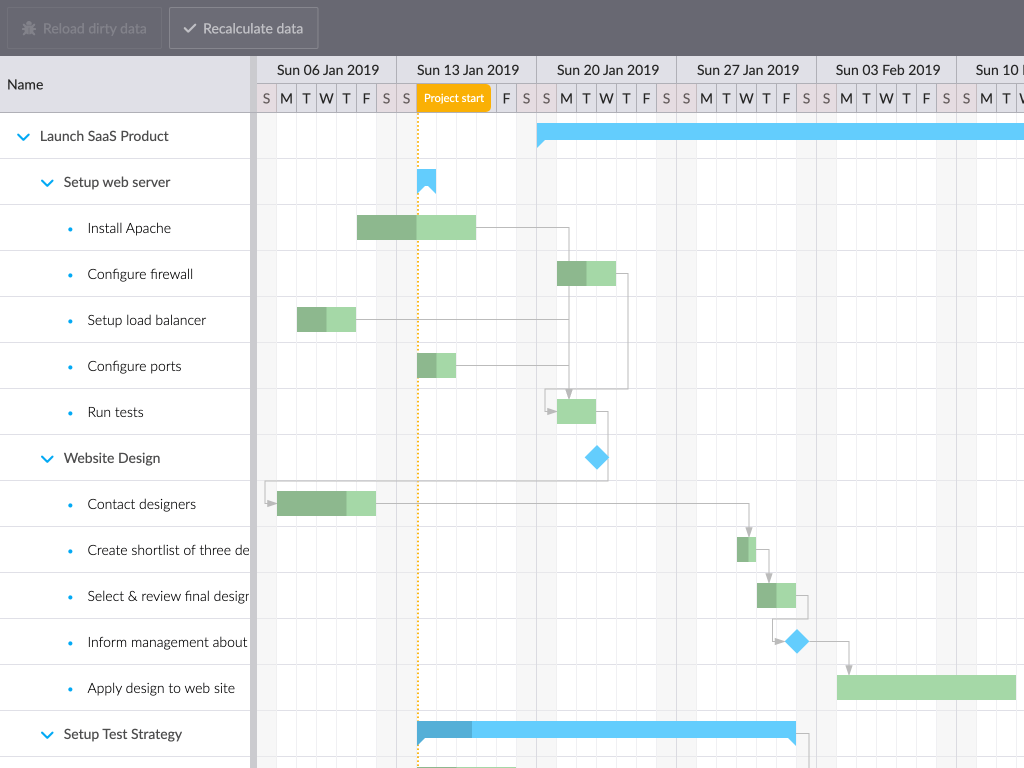 Reload dirty data Recalculate data
Name
Sun 06 Jan 2019 Sun 13 Jan 2019 Sun 20 Jan 2019 Sun 27 Jan 2019 Sun 03 Feb 2019 Sun 10
S M T W T F S S Project start F S S M T W T F S S M T W T F S S M T W T F S S M T
Launch SaaS Product
Setup web server
Install Apache
Configure firewall
Setup load balancer
Configure ports
Run tests
Website Design
Contact designers
Create shortlist of three de
Select & review final desigr
Inform management about
Apply design to web site
Setup Test Strategy